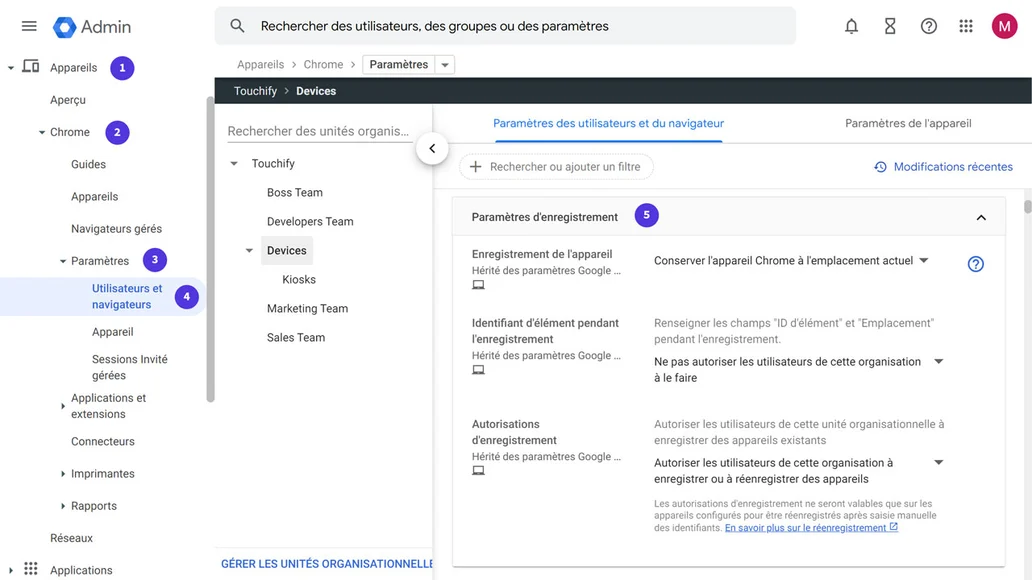 Admin
Rechercher des utilisateurs, des groupes ou des paramètres
M
Appareils
1
Aperçu
Chrome
2
Guides
Appareils
Navigateurs gérés
Paramètres
3
Utilisateurs et
navigateurs
4
Appareil
Sessions Invité
gérées
Applications et
extensions
Connecteurs
Imprimantes
Rapports
Réseaux
Applications
Appareils > Chrome > Paramètres
Touchify > Devices
Rechercher des unités organis...
Touchify
Boss Team
Developers Team
Devices
Kiosks
Marketing Team
Sales Team
GÉRER LES UNITÉS ORGANISATIONNELLE
Paramètres des utilisateurs et du navigateur
Paramètres de l'appareil
Rechercher ou ajouter un filtre
Modifications récentes
Paramètres d'enregistrement
5
Enregistrement de l'appareil
Hérité des paramètres Google ...
Conserver l'appareil Chrome à l'emplacement actuel
Identifiant d'élément pendant
l'enregistrement
Hérité des paramètres Google ...
Renseigner les champs "ID d'élément" et "Emplacement"
pendant l'enregistrement.
Ne pas autoriser les utilisateurs de cette organisation
à le faire
Autorisations
d'enregistrement
Hérité des paramètres Google ...
Autoriser les utilisateurs de cette unité organisationnelle à
enregistrer des appareils existants
Autoriser les utilisateurs de cette organisation à
enregistrer ou à réenregistrer des appareils
Les autorisations d'enregistrement ne seront valables que sur les
appareils configurés pour être réenregistrés après saisie manuelle
des identifiants. En savoir plus sur le réenregistrement